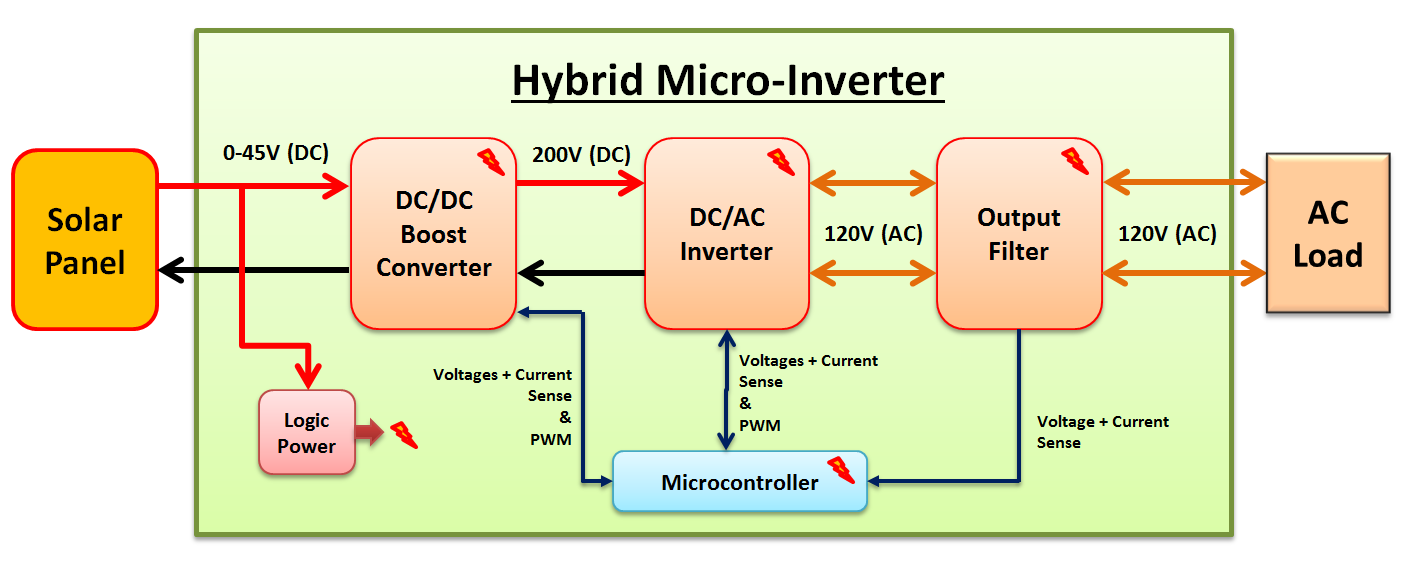 Hybrid Micro-Inverter
0-45V (DC)
200V (DC)
Solar
Panel
DC/DC
Boost
Converter
DC/AC
Inverter
120V (AC)
Output
Filter
120V (AC)
AC
Load
Voltages + Current
Sense
&
PWM
Voltages + Current
Sense
&
PWM
Voltage + Current
Sense
Logic
Power
Microcontroller